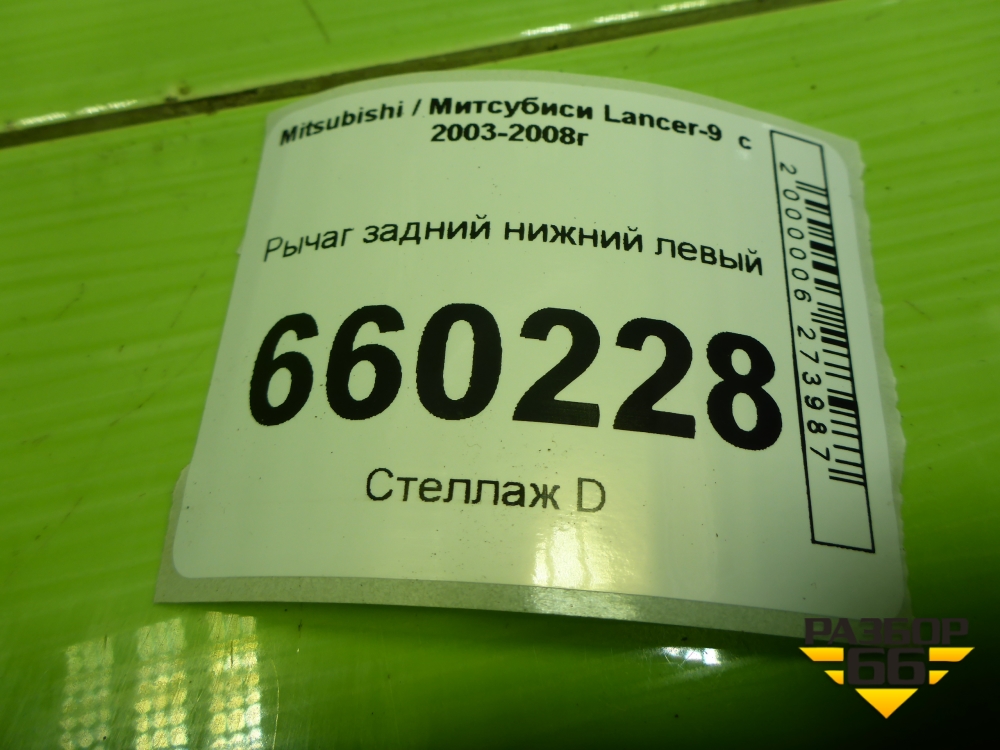 Mitsubishi / Митсубиси Lancer-9 с
2003-2008г
Рычаг задний нижний левый
660228
Стеллаж D
2000006273987
РАЗБОР
66